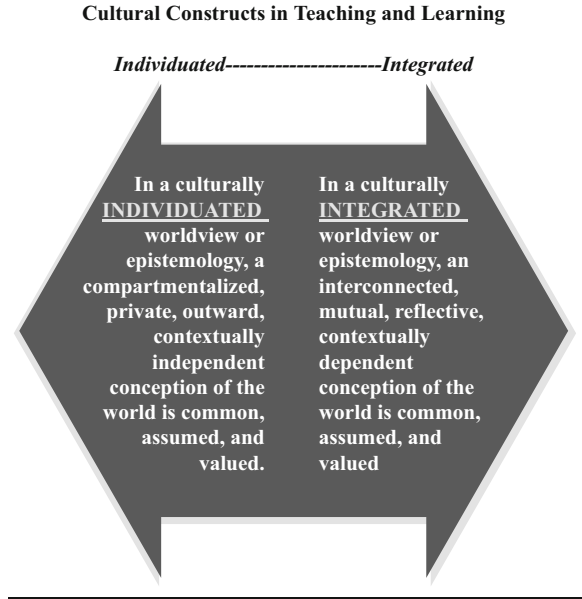 Cultural Constructs in Teaching and Learning
Individuated----------------------Integrated
In a culturally
INDIVIDUATED
worldview or
epistemology, a
compartmentalized,
private, outward,
contextually
independent
conception of the
world is common,
assumed, and
valued.
In a culturally
INTEGRATED
worldview or
epistemology, an
interconnected,
mutual, reflective,
contextually
dependent
conception of the
world is common,
assumed, and
valued